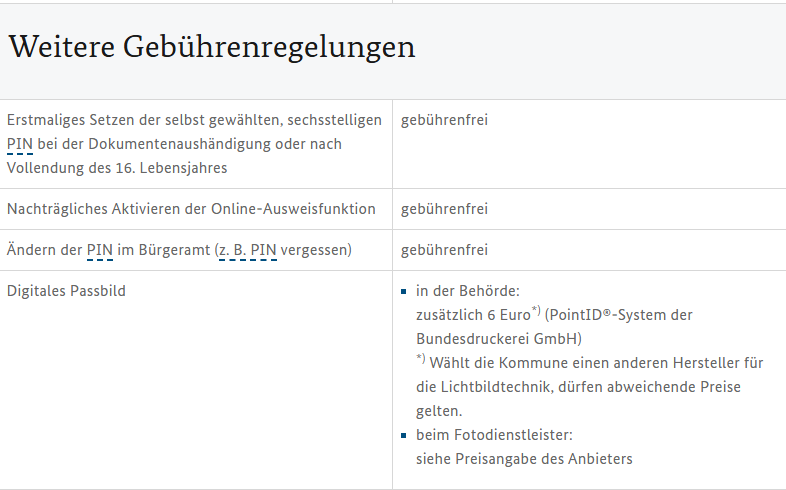 Weitere Gebührenregelungen
Erstmaliges Setzen der selbst gewählten, sechsstelligen
PIN bei der Dokumentenaushändigung oder nach
Vollendung des 16. Lebensjahres
gebührenfrei
Nachträgliches Aktivieren der Online-Ausweisfunktion
gebührenfrei
Ändern der PIN im Bürgeramt (z. B. PIN vergessen)
gebührenfrei
Digitales Passbild
▪ in der Behörde:
zusätzlich 6 Euro*) (PointID®-System der
Bundesdruckerei GmbH)
*) Wählt die Kommune einen anderen Hersteller für
die Lichtbildtechnik, dürfen abweichende Preise
gelten.
▪ beim Fotodienstleister:
siehe Preisangabe des Anbieters